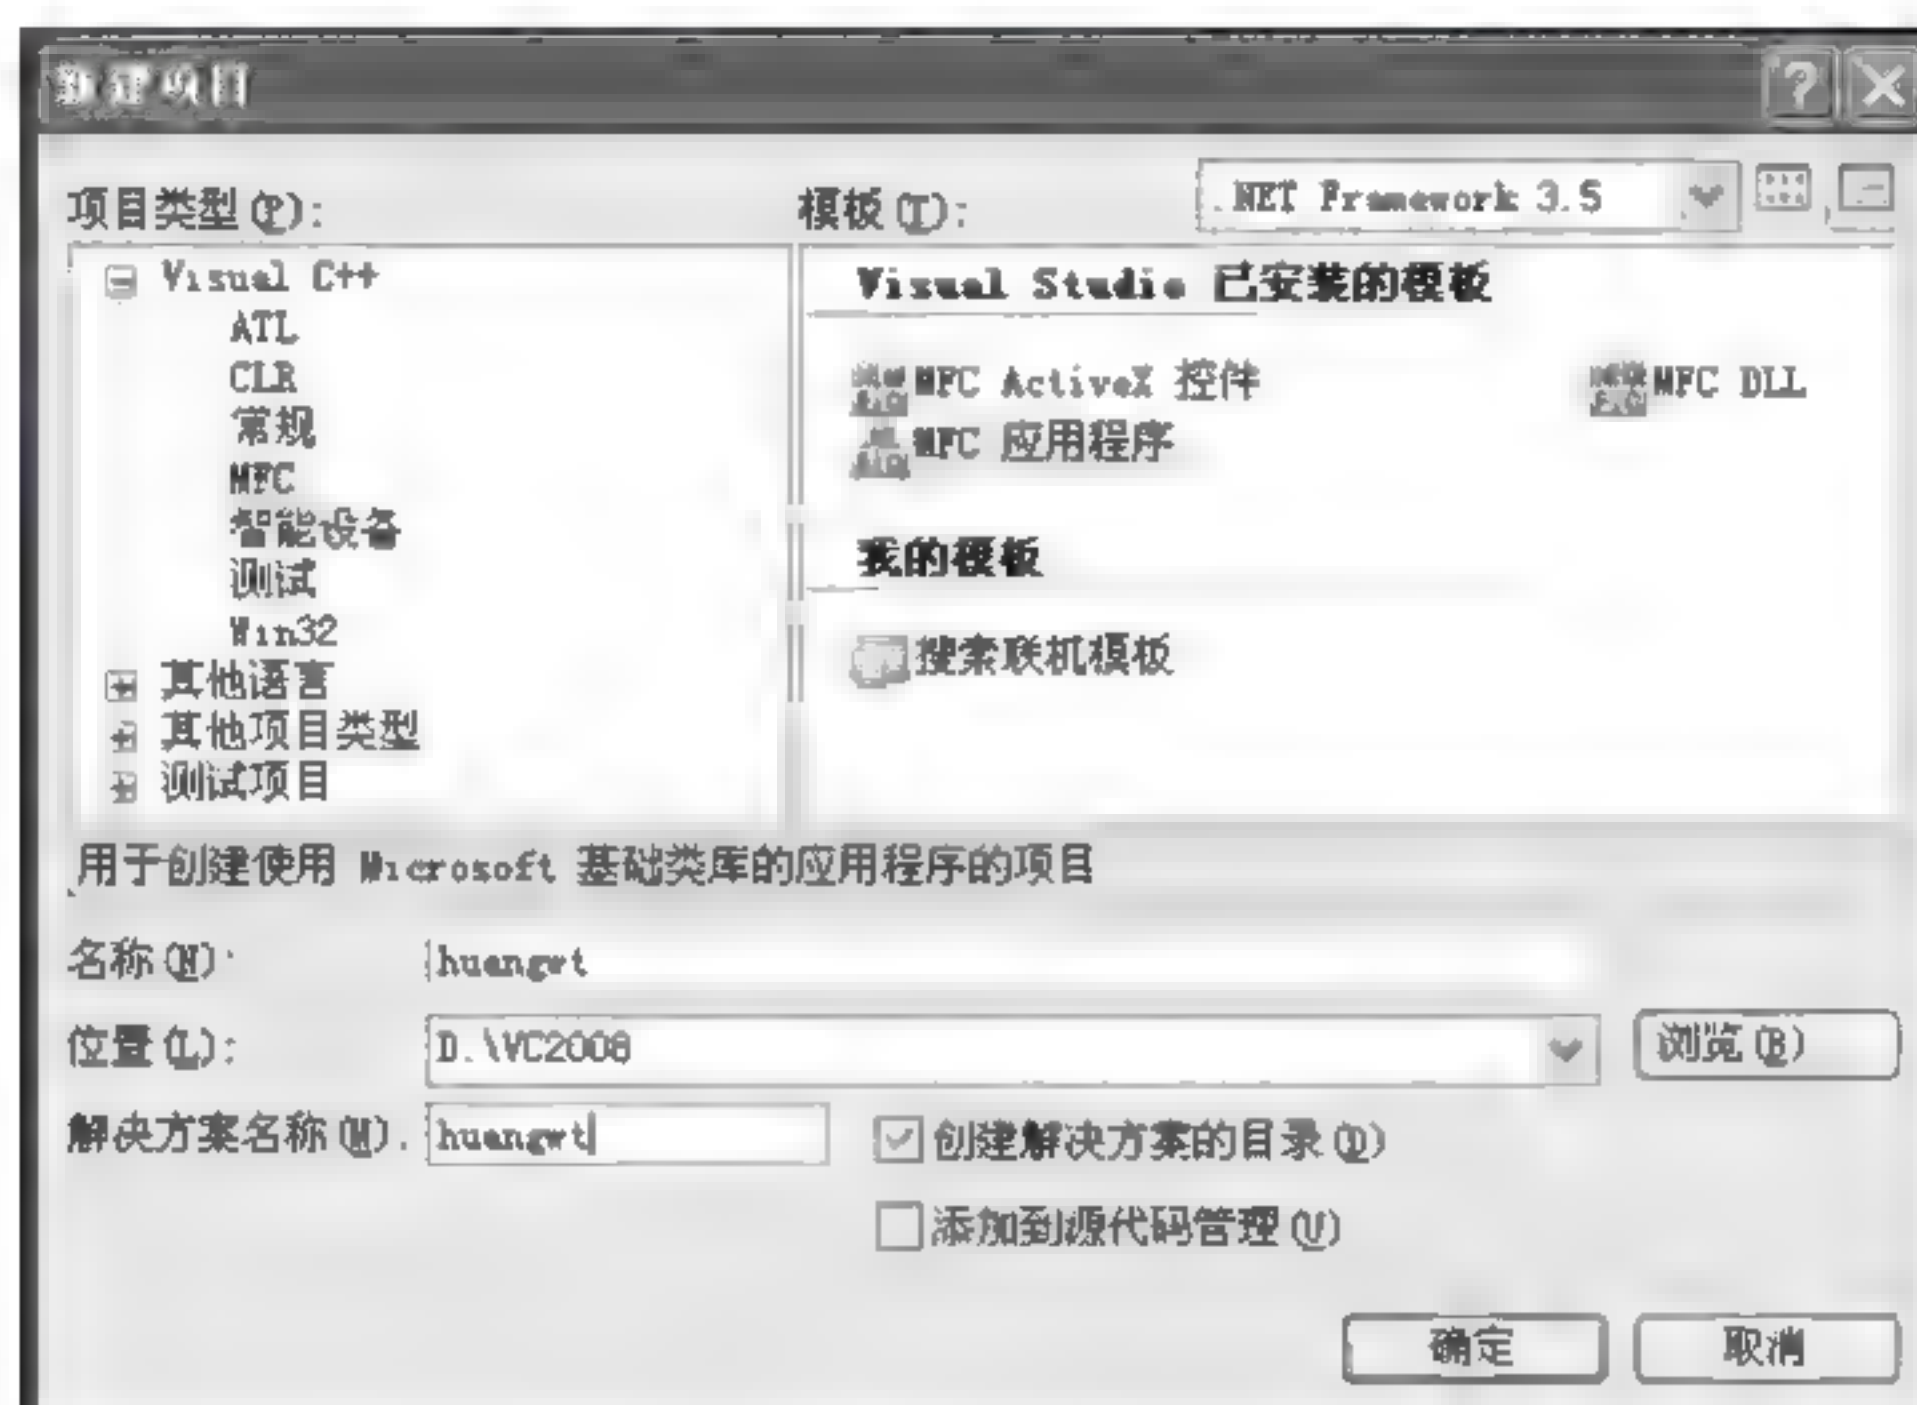 新建项目
项目类型(P):
模板(T):
.NET Framework 3.5
Visual C++
ATL
CLR
常规
MFC
智能设备
测试
Win32
其他语言
其他项目类型
测试项目
Visual Studio 已安装的模板
MFC ActiveX 控件
MFC DLL
MFC 应用程序
我的模板
搜索联机模板
用于创建使用 Microsoft 基础类库的应用程序的项目
名称(N):
huangwt
位置(L):
D:\VC2008
浏览(B)
解决方案名称(M):
huangwt
创建解决方案的目录(D)
添加到源代码管理(U)
确定
取消